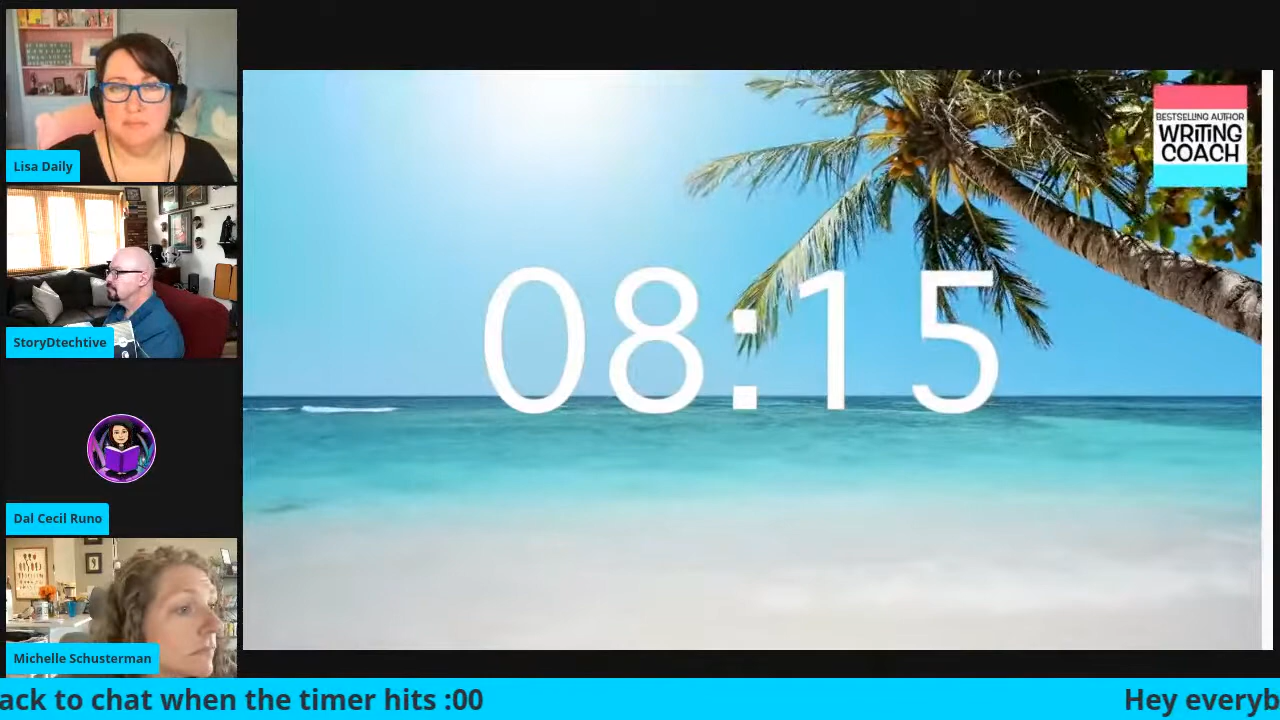 Lisa Daily
StoryDtechtive
Dal Cecil Runo
Michelle Schusterman
08:15
BESTSELLING AUTHOR
WRiTiNG
COACH
ack to chat when the timer hits :00
Hey everyb